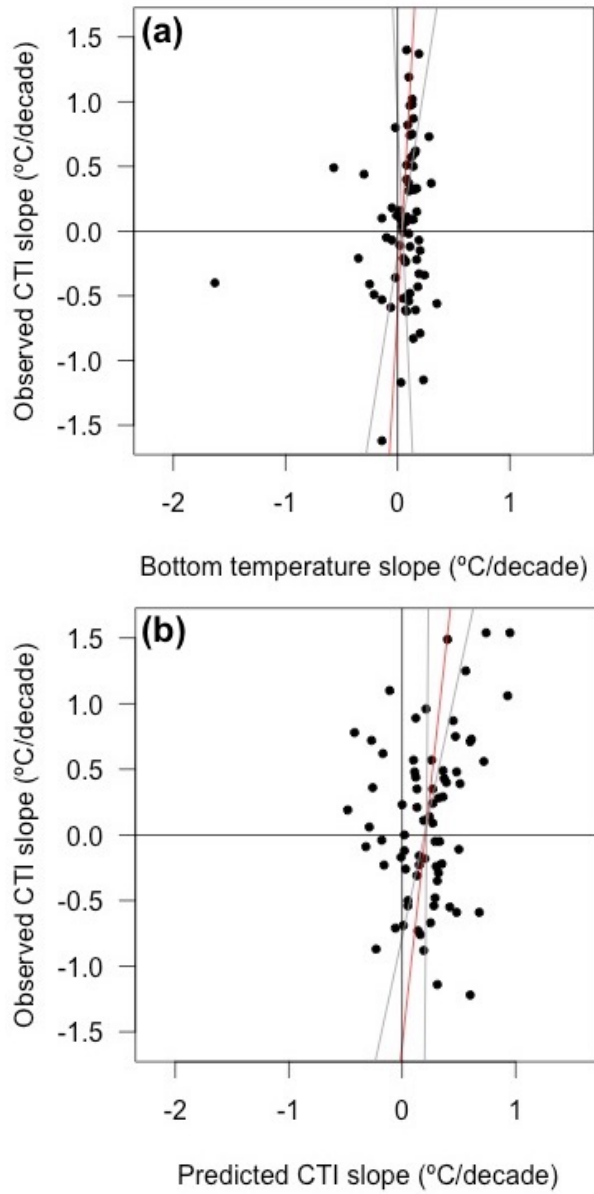 (a)
1.5
1.0
0.5
0.0
-0.5
-1.0
-1.5
Observed CTI slope (ºC/decade)
-2 -1 0 1
Bottom temperature slope (ºC/decade)
(b)
1.5
1.0
0.5
0.0
-0.5
-1.0
-1.5
Observed CTI slope (ºC/decade)
-2 -1 0 1
Predicted CTI slope (ºC/decade)